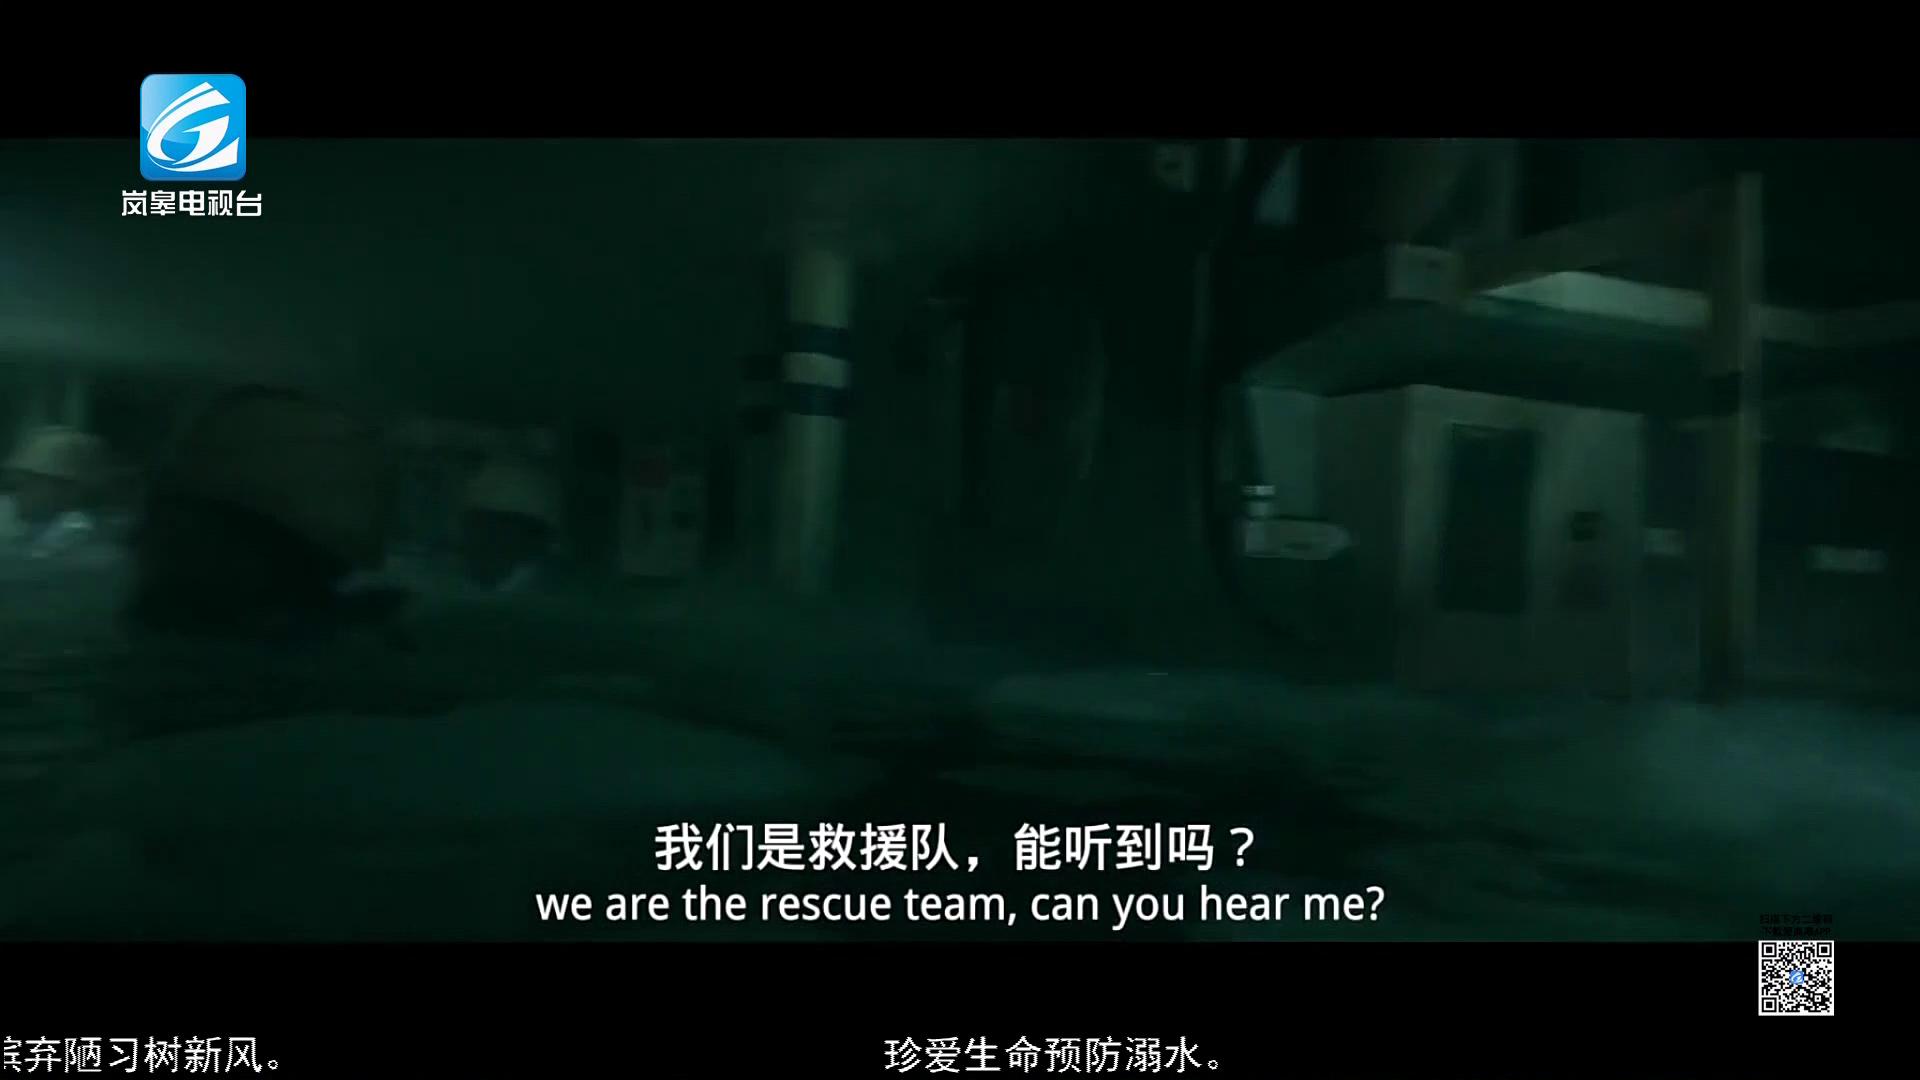 岚皋电视台
我们是救援队，能听到吗？
we are the rescue team, can you hear me?
弃陋习树新风。
珍爱生命预防溺水。